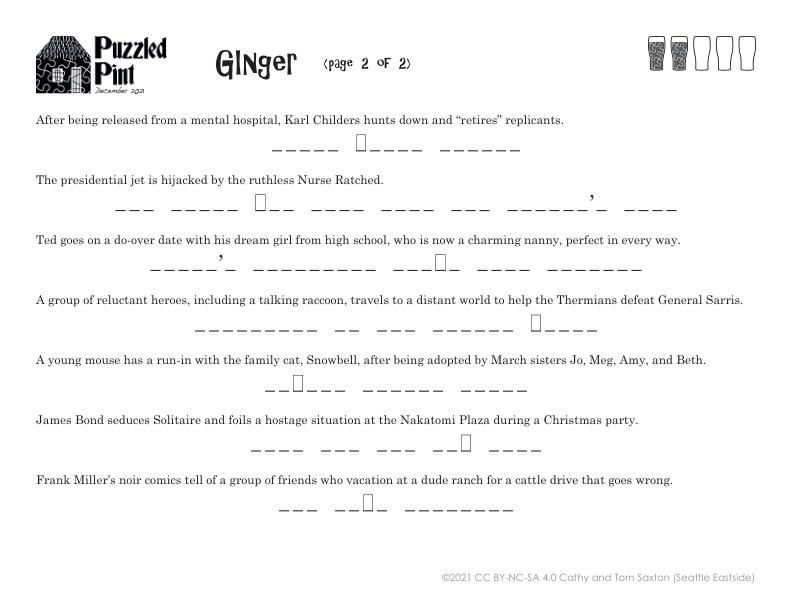 Puzzled
Pint
December 2021
GINger (page 2 of 2)
After being released from a mental hospital, Karl Childers hunts down and “retires” replicants.
The presidential jet is hijacked by the ruthless Nurse Ratched.
’
Ted goes on a do-over date with his dream girl from high school, who is now a charming nanny, perfect in every way.
’
A group of reluctant heroes, including a talking raccoon, travels to a distant world to help the Thermians defeat General Sarris.
A young mouse has a run-in with the family cat, Snowbell, after being adopted by March sisters Jo, Meg, Amy, and Beth.
James Bond seduces Solitaire and foils a hostage situation at the Nakatomi Plaza during a Christmas party.
Frank Miller’s noir comics tell of a group of friends who vacation at a dude ranch for a cattle drive that goes wrong.
©2021 CC BY-NC-SA 4.0 Cathy and Tom Saxton (Seattle Eastside)